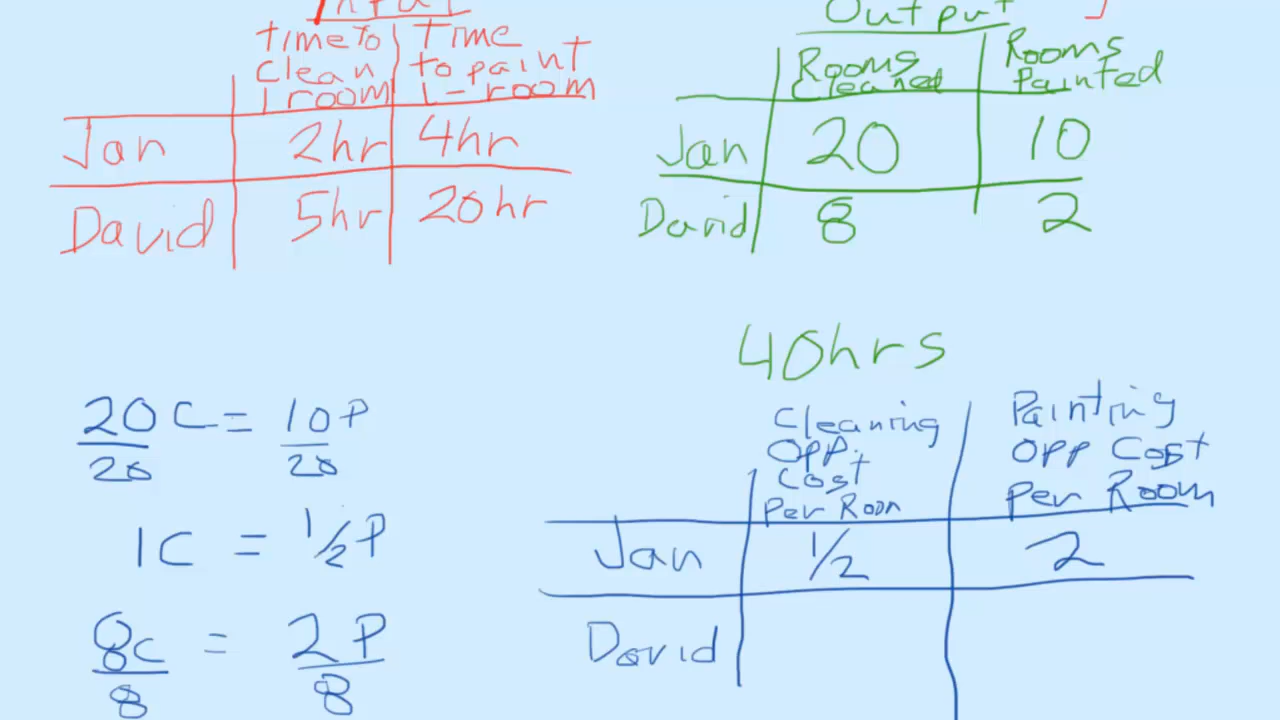 Input
Output
time to clean 1 room
Time to paint 1-room
Jan 2hr 4hr
David 5hr 20hr
Rooms Cleaned
Rooms Painted
Jan 20 10
David 8 2
40hrs
20C = 10P
20 20
1C = 1/2 P
8C = 2P
8 8
Cleaning
OPP.
Cost
Per Room
Painting
OPP Cost
Per Room
Jan 1/2 2
David